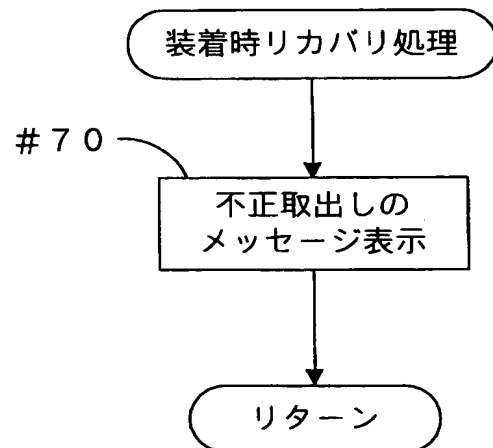 装着時リカバリ処理
#70
不正取出しの
メッセージ表示
リターン